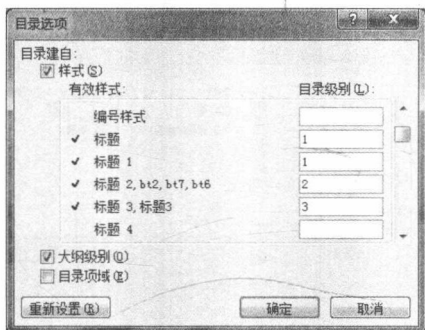 目录选项
目录建自:
样式(S)
有效样式: 目录级别(L):
编号样式
标题 1
标题 1 1
标题 2,bt2,bt7,bt6 2
标题 3,标题3 3
标题 4
大纲级别(O)
目录项域(E)
重新设置(R) 确定 取消